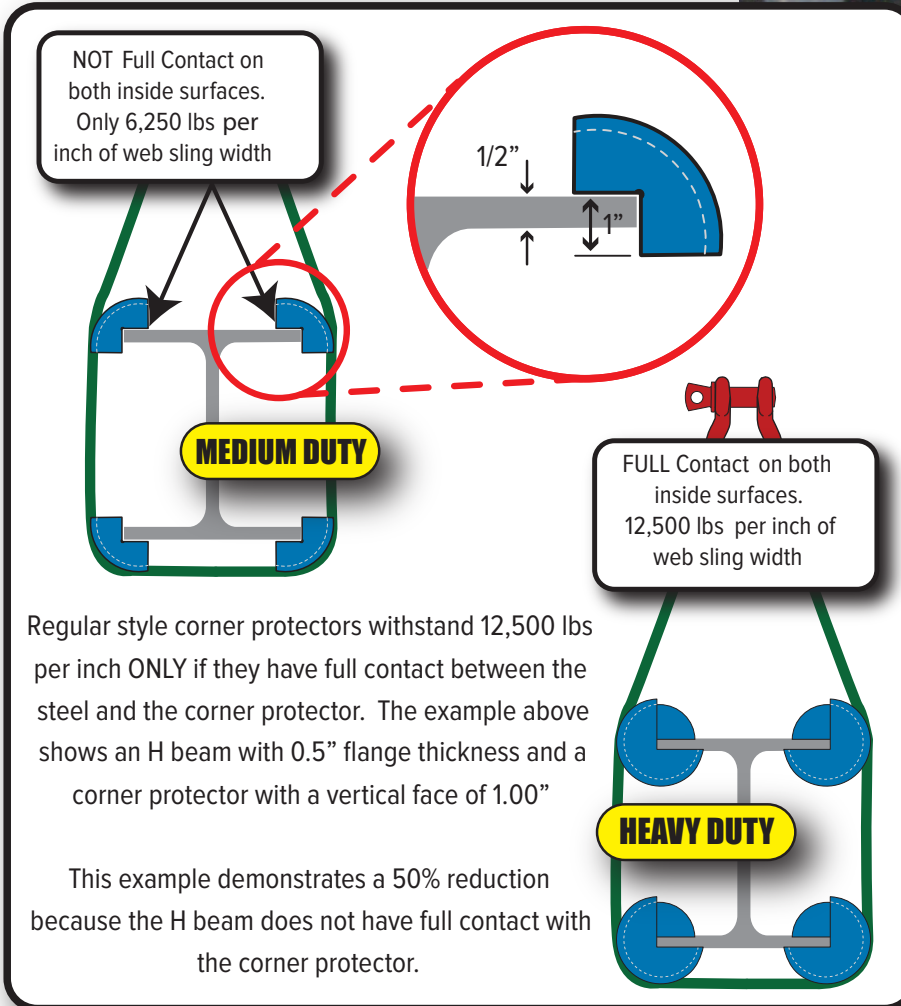 NOT Full Contact on
both inside surfaces.
Only 6,250 lbs per
inch of web sling width
1/2”
1”
MEDIUM DUTY
FULL Contact on both
inside surfaces.
12,500 lbs per inch of
web sling width
Regular style corner protectors withstand 12,500 lbs
per inch ONLY if they have full contact between the
steel and the corner protector. The example above
shows an H beam with 0.5” flange thickness and a
corner protector with a vertical face of 1.00”
HEAVY DUTY
This example demonstrates a 50% reduction
because the H beam does not have full contact with
the corner protector.